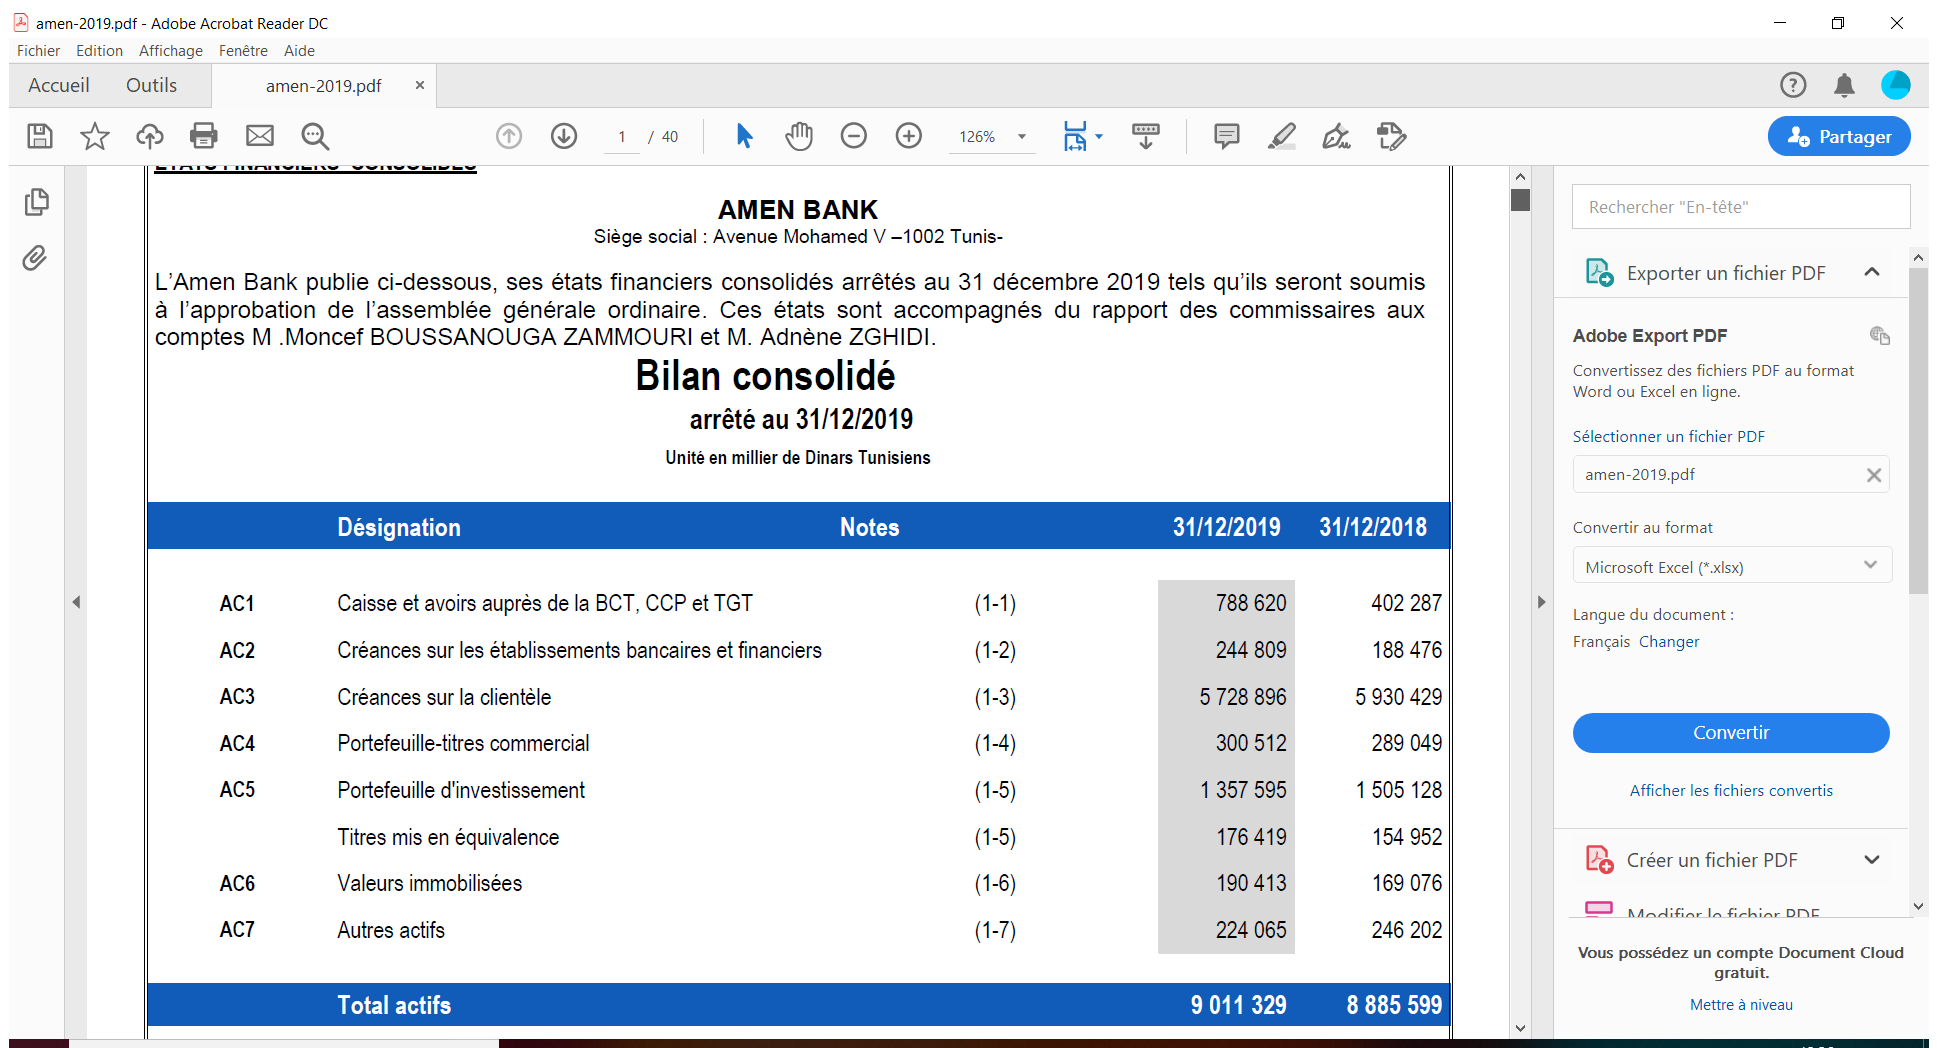 amen-2019.pdf - Adobe Acrobat Reader DC
Fichier Edition Affichage Fenêtre Aide
Accueil Outils amen-2019.pdf ×
1 / 40 126% Partager
ETATS FINANCIERS CONSOLIDÉS
AMEN BANK
Siège social : Avenue Mohamed V –1002 Tunis-
L’Amen Bank publie ci-dessous, ses états financiers consolidés arrêtés au 31 décembre 2019 tels qu’ils seront soumis
à l’approbation de l’assemblée générale ordinaire. Ces états sont accompagnés du rapport des commissaires aux
comptes M .Moncef BOUSSANOUGA ZAMMOURI et M. Adnène ZGHIDI.
Bilan consolidé
arrêté au 31/12/2019
Unité en millier de Dinars Tunisiens
Désignation Notes 31/12/2019 31/12/2018
AC1 Caisse et avoirs auprès de la BCT, CCP et TGT (1-1) 788 620 402 287
AC2 Créances sur les établissements bancaires et financiers (1-2) 244 809 188 476
AC3 Créances sur la clientèle (1-3) 5 728 896 5 930 429
AC4 Portefeuille-titres commercial (1-4) 300 512 289 049
AC5 Portefeuille d'investissement (1-5) 1 357 595 1 505 128
Titres mis en équivalence (1-5) 176 419 154 952
AC6 Valeurs immobilisées (1-6) 190 413 169 076
AC7 Autres actifs (1-7) 224 065 246 202
Total actifs 9 011 329 8 885 599
Rechercher "En-tête"
Exporter un fichier PDF
Adobe Export PDF
Convertissez des fichiers PDF au format
Word ou Excel en ligne.
Sélectionner un fichier PDF
amen-2019.pdf
Convertir au format
Microsoft Excel (*.xlsx)
Langue du document :
Français Changer
Convertir
Afficher les fichiers convertis
Créer un fichier PDF
Modifier le fichier PDF
Vous possédez un compte Document Cloud
gratuit.
Mettre à niveau